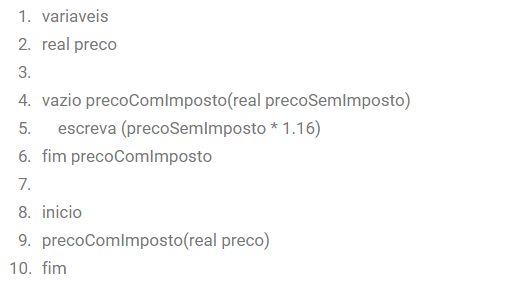 1. variaveis
2. real preco
3.
4. vazio precoComImposto(real precoSemImposto)
5. escreva (precoSemImposto * 1.16)
6. fim precoComImposto
7.
8. inicio
9. precoComImposto(real preco)
10. fim